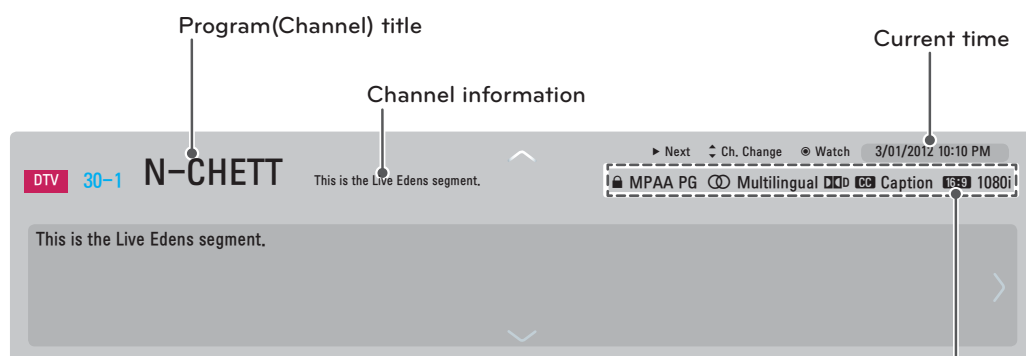 Program(Channel) title
Current time
Channel information
► Next Ch. Change ◉ Watch 3/01/2012 10:10 PM
DTV 30-1 N-CHETT This is the Live Edens segment.
MPAA PG Multilingual DD CC Caption 16:9 1080i
This is the Live Edens segment.